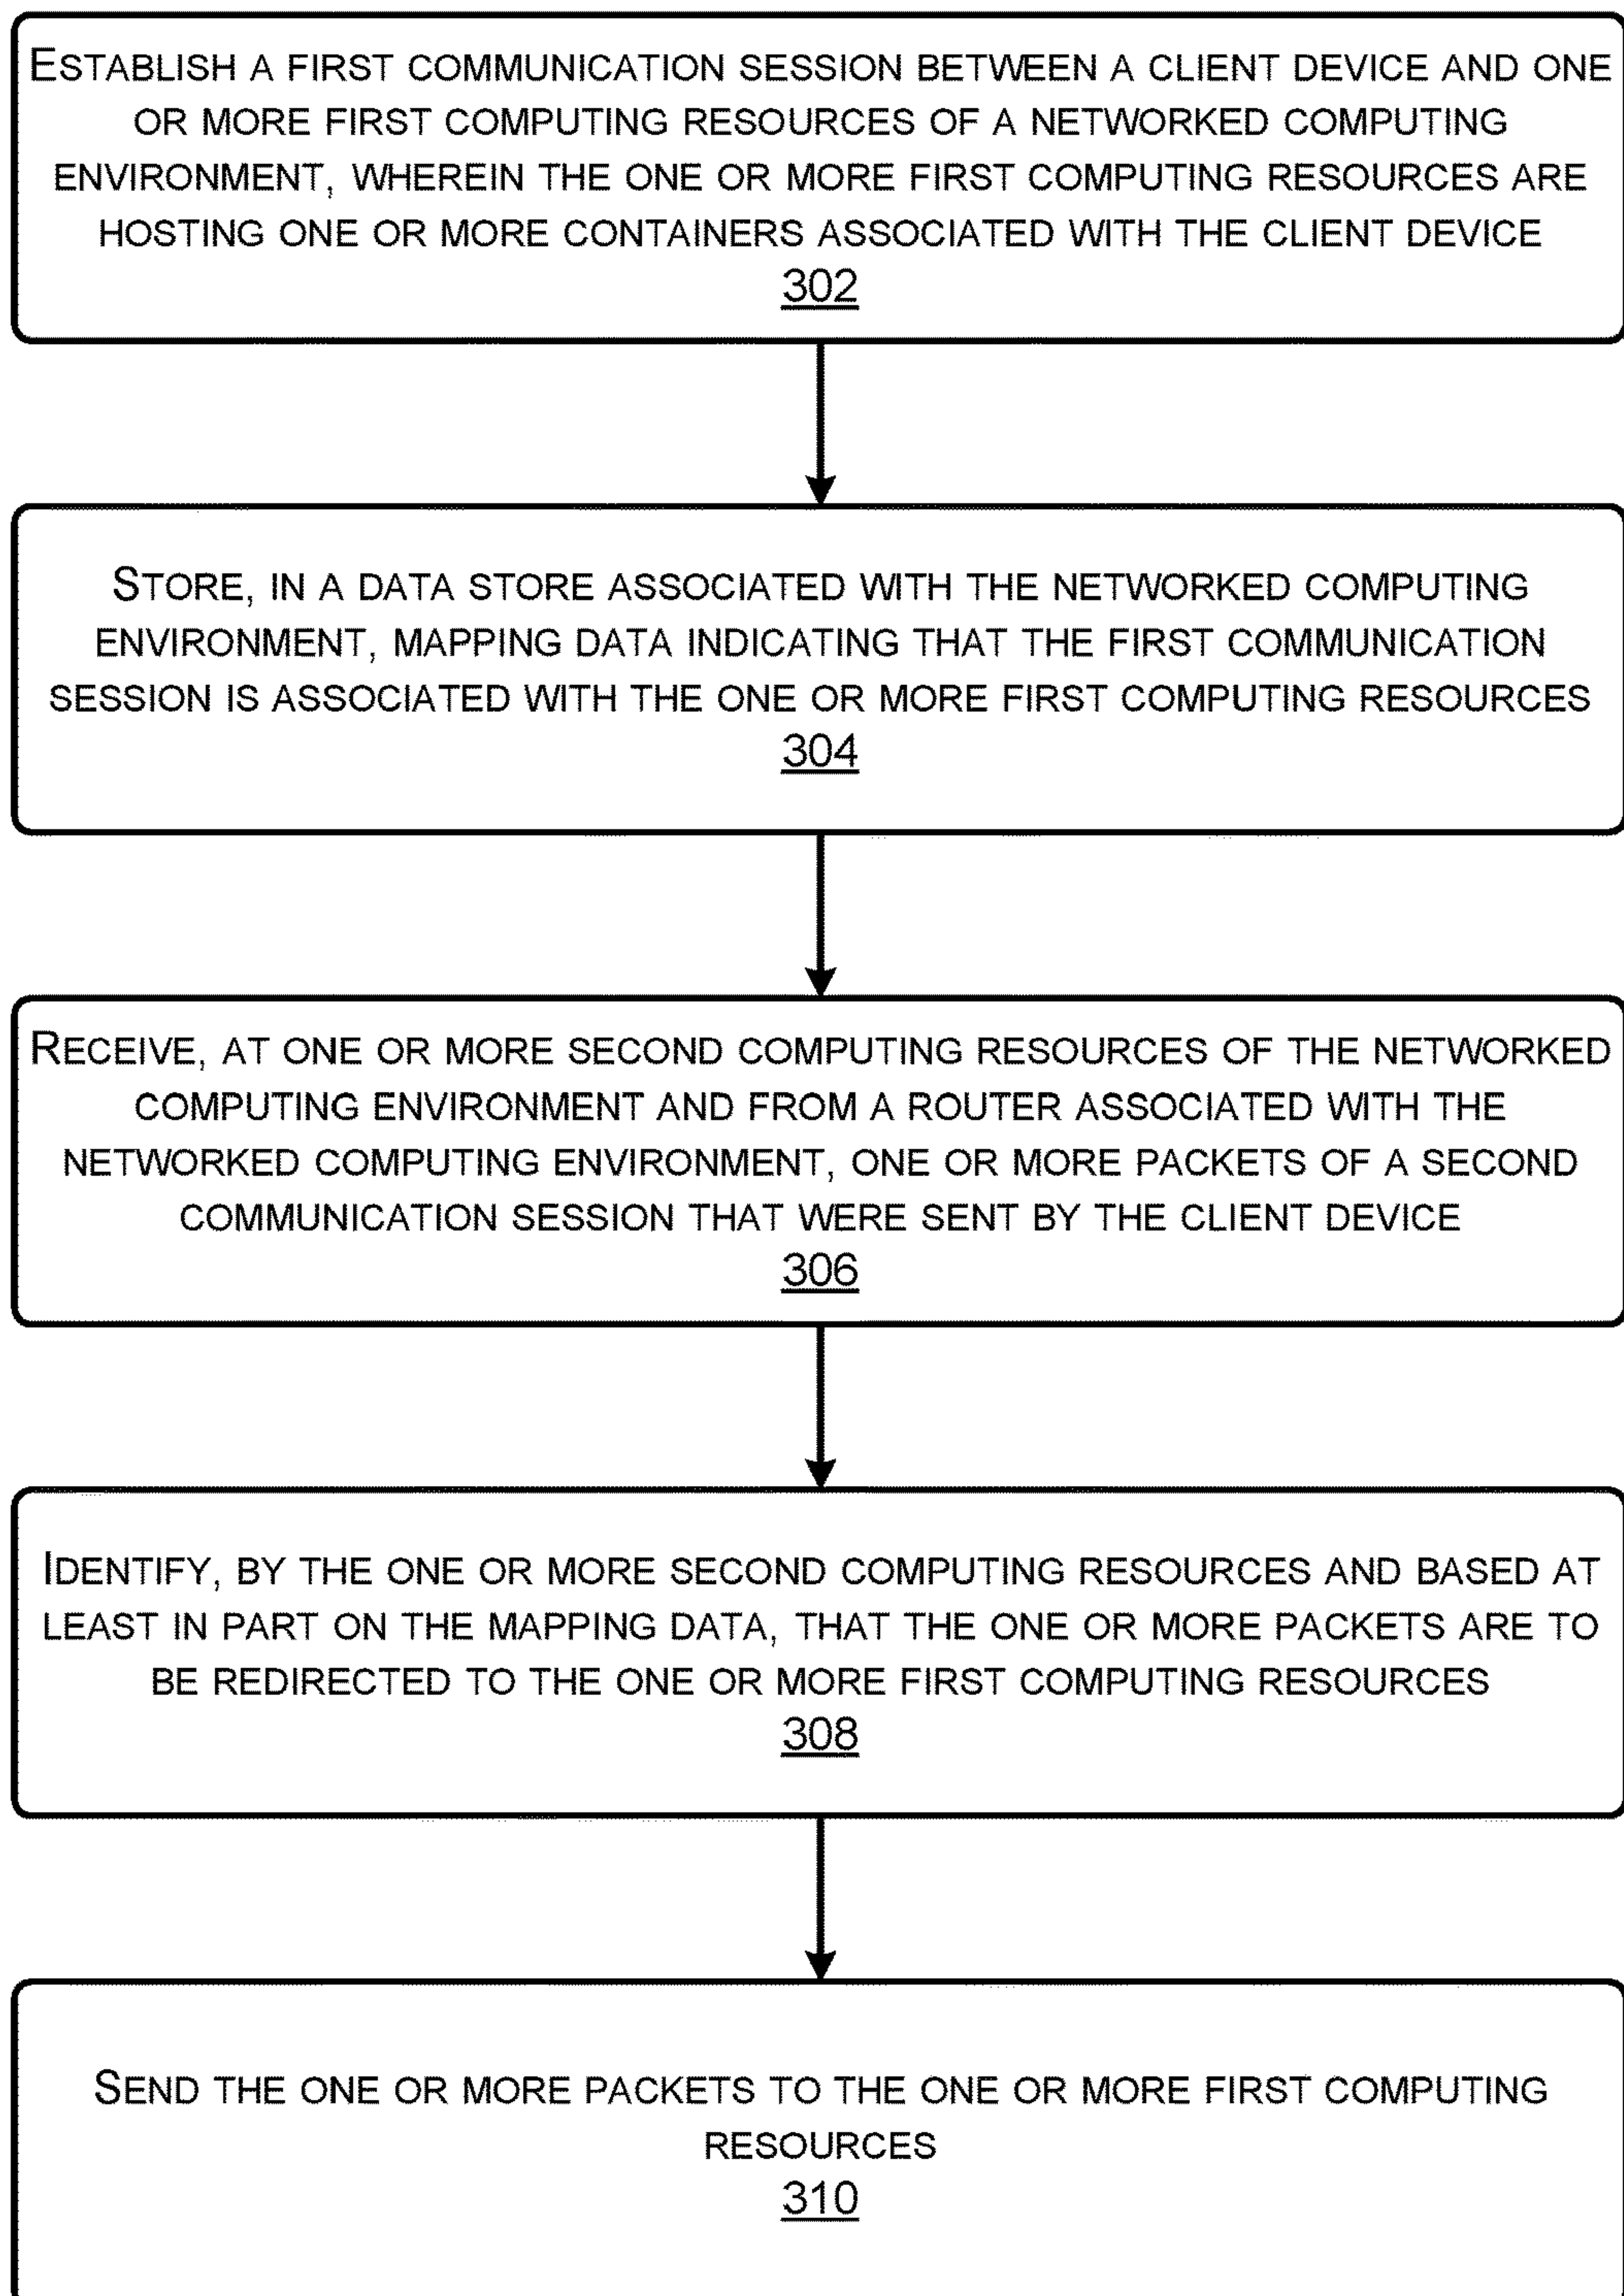 ESTABLISH A FIRST COMMUNICATION SESSION BETWEEN A CLIENT DEVICE AND ONE
OR MORE FIRST COMPUTING RESOURCES OF A NETWORKED COMPUTING
ENVIRONMENT, WHEREIN THE ONE OR MORE FIRST COMPUTING RESOURCES ARE
HOSTING ONE OR MORE CONTAINERS ASSOCIATED WITH THE CLIENT DEVICE
302
STORE, IN A DATA STORE ASSOCIATED WITH THE NETWORKED COMPUTING
ENVIRONMENT, MAPPING DATA INDICATING THAT THE FIRST COMMUNICATION
SESSION IS ASSOCIATED WITH THE ONE OR MORE FIRST COMPUTING RESOURCES
304
RECEIVE, AT ONE OR MORE SECOND COMPUTING RESOURCES OF THE NETWORKED
COMPUTING ENVIRONMENT AND FROM A ROUTER ASSOCIATED WITH THE
NETWORKED COMPUTING ENVIRONMENT, ONE OR MORE PACKETS OF A SECOND
COMMUNICATION SESSION THAT WERE SENT BY THE CLIENT DEVICE
306
IDENTIFY, BY THE ONE OR MORE SECOND COMPUTING RESOURCES AND BASED AT
LEAST IN PART ON THE MAPPING DATA, THAT THE ONE OR MORE PACKETS ARE TO
BE REDIRECTED TO THE ONE OR MORE FIRST COMPUTING RESOURCES
308
SEND THE ONE OR MORE PACKETS TO THE ONE OR MORE FIRST COMPUTING
RESOURCES
310